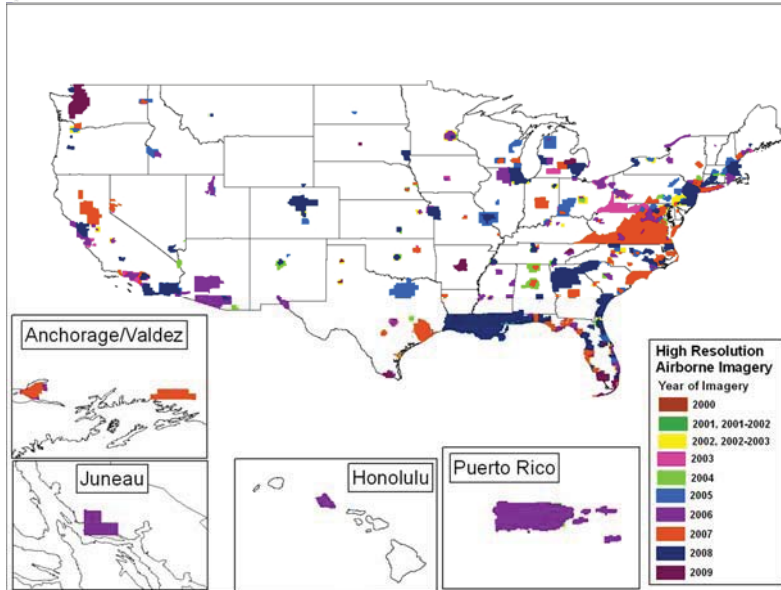 Anchorage/Valdez
Juneau
Honolulu
Puerto Rico
High Resolution
Airborne Imagery
Year of Imagery
2000
2001, 2001-2002
2002, 2002-2003
2003
2004
2005
2006
2007
2008
2009